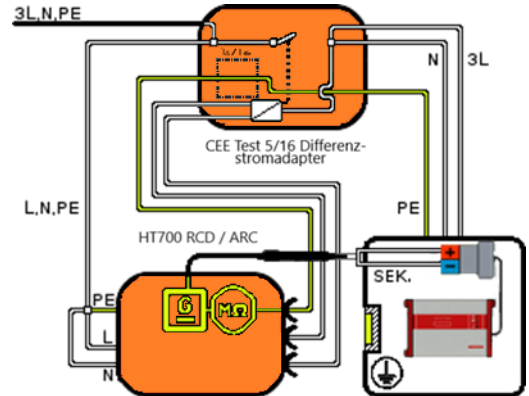 3L,N,PE
N
3L
CEE Test 5/16 Differenz-
stromadapter
L,N,PE
PE
HT700 RCD / ARC
SEK.
+
−
PE
G
MΩ
L
N